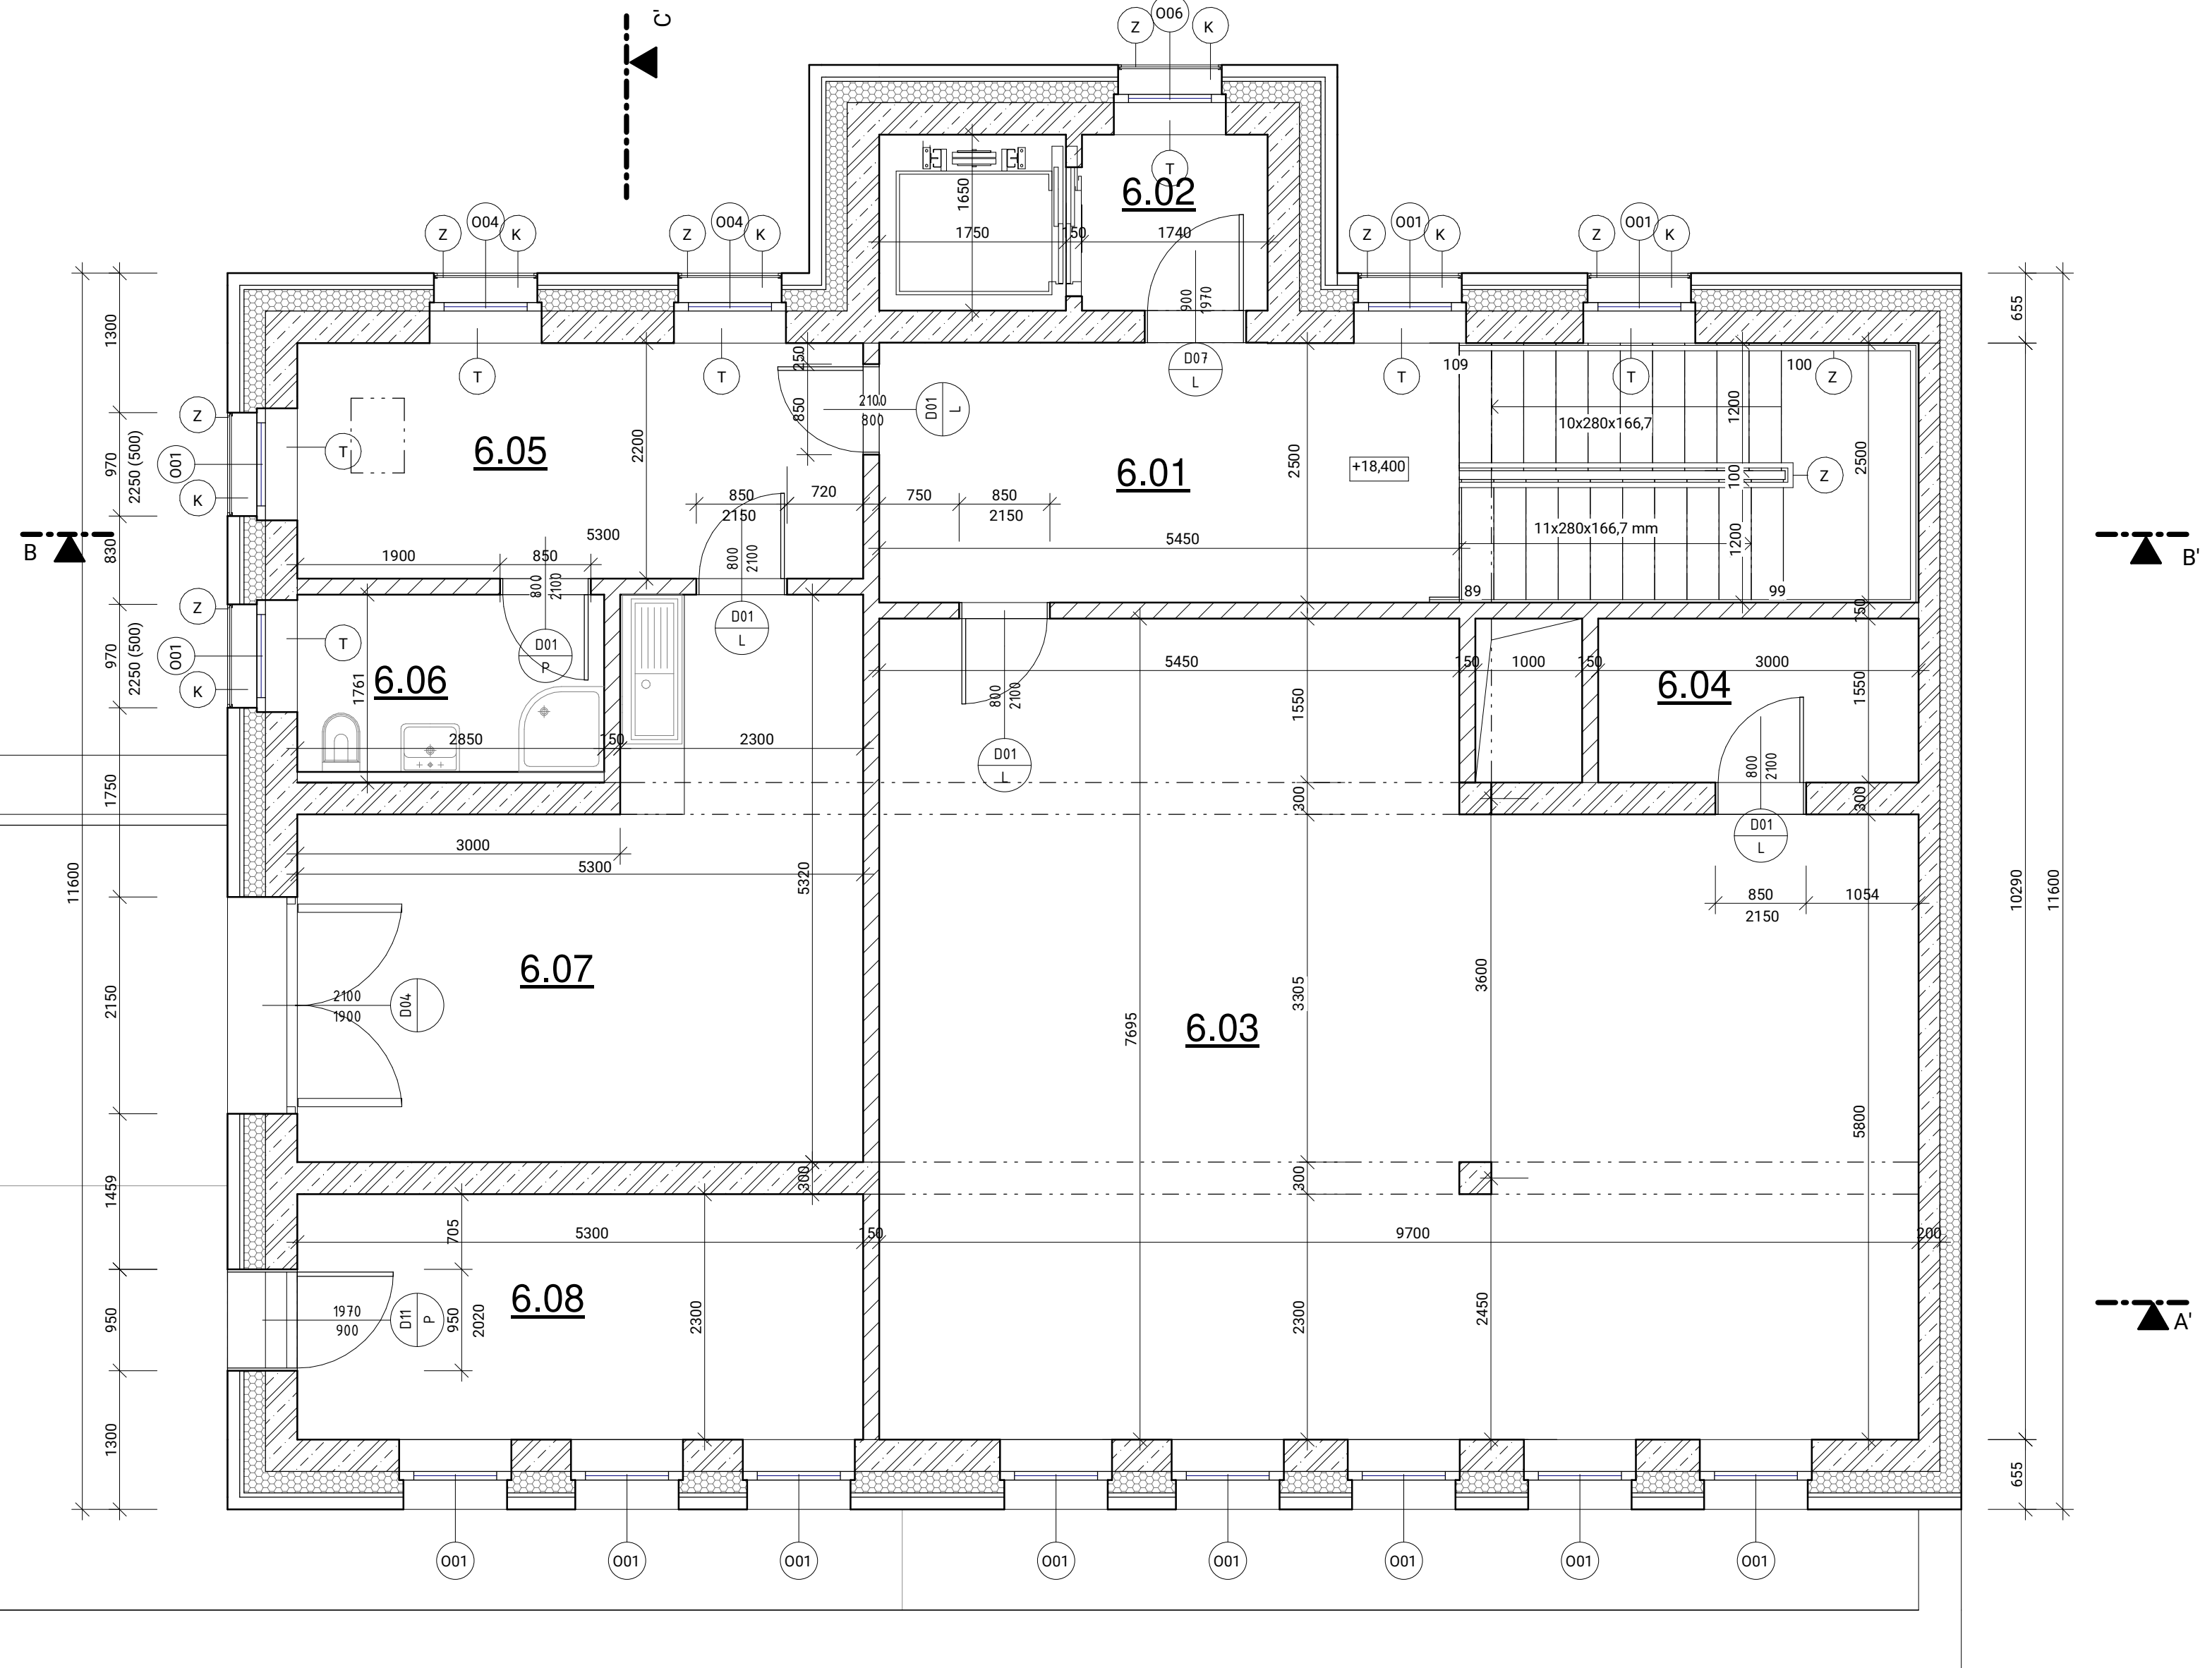 C'
Z
O06
K
T
6.02
1650
1750
150
1740
900
1970
D07
L
Z
O04
K
Z
O04
K
Z
O01
K
Z
O01
K
T
T
T
T
250
850
2100
800
D01
L
109
100
Z
10x280x166,7
1200
100
Z
11x280x166,7 mm
1200
89
99
2500
2500
+18,400
6.01
6.05
2200
T
Z
O01
K
1300
970
2250 (500)
830
970
2250 (500)
1750
2150
1459
950
1300
11600
B
B'
655
10290
11600
655
850
2150
720
750
850
2150
5450
5300
1900
850
800
2100
800
2100
D01
L
D01
P
Z
O01
K
T
6.06
1761
2850
150
2300
800
2100
D01
L
5450
150
1000
150
3000
150
1550
1550
6.04
800
2100
D01
L
300
300
850
2150
1054
3000
5300
5320
6.07
2100
1900
D04
6.03
7695
3305
3600
5800
300
300
5300
150
9700
200
705
950
2020
6.08
1970
900
D11
P
2300
2300
2450
A'
O01
O01
O01
O01
O01
O01
O01
O01